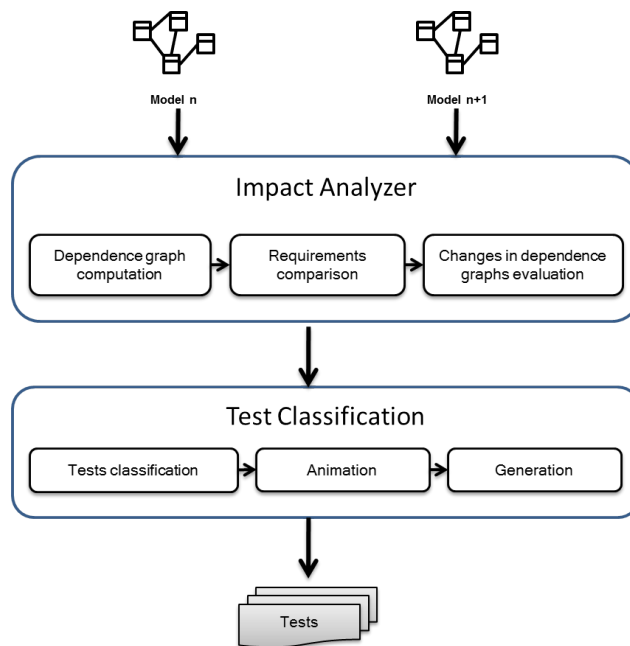 Model n
Model n+1
Impact Analyzer
Dependence graph
computation
Requirements
comparison
Changes in dependence
graphs evaluation
Test Classification
Tests classification
Animation
Generation
Tests